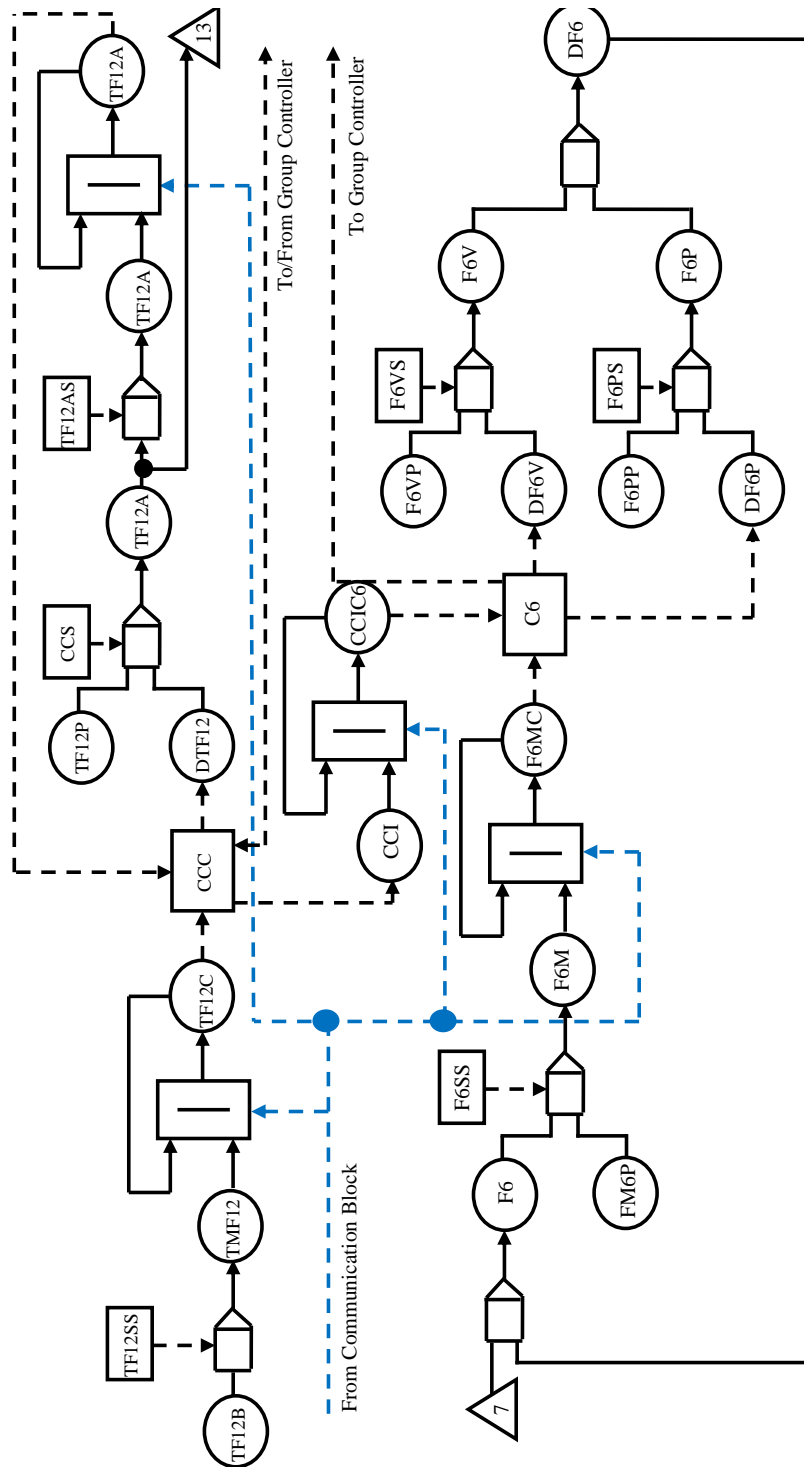 TF12SS
TF12B
TMF12
TF12C
CCC
TF12P
DTF12
CCS
TF12A
TF12AS
TF12A
TF12A
13
To/From Group Controller
To Group Controller
From Communication Block
CCI
CCIC6
7
F6
FM6P
F6SS
F6M
F6MC
C6
F6VP
DF6V
F6VS
F6V
F6PP
DF6P
F6PS
F6P
DF6